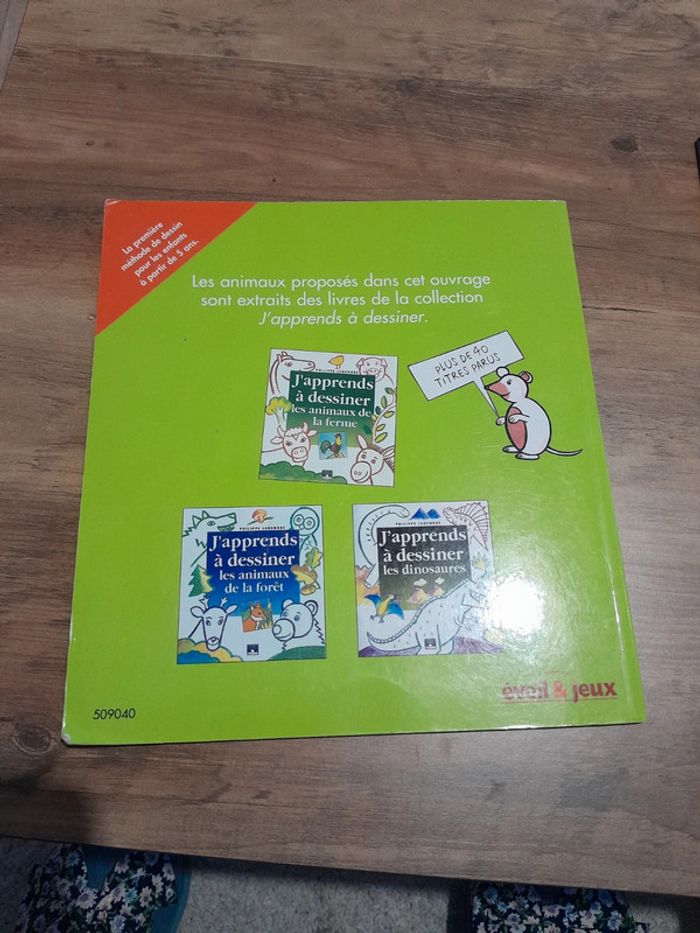 La première
méthode de dessin
pour les enfants
à partir de 5 ans.
Les animaux proposés dans cet ouvrage
sont extraits des livres de la collection
J'apprends à dessiner.
PHILIPPE LEGENDRE
J'apprends
à dessiner
les animaux de
la ferme
PLUS DE 40
TITRES PARUS
PHILIPPE LEGENDRE
J'apprends
à dessiner
les animaux
de la forêt
PHILIPPE LEGENDRE
J'apprends
à dessiner
les dinosaures
éveil & jeux
509040